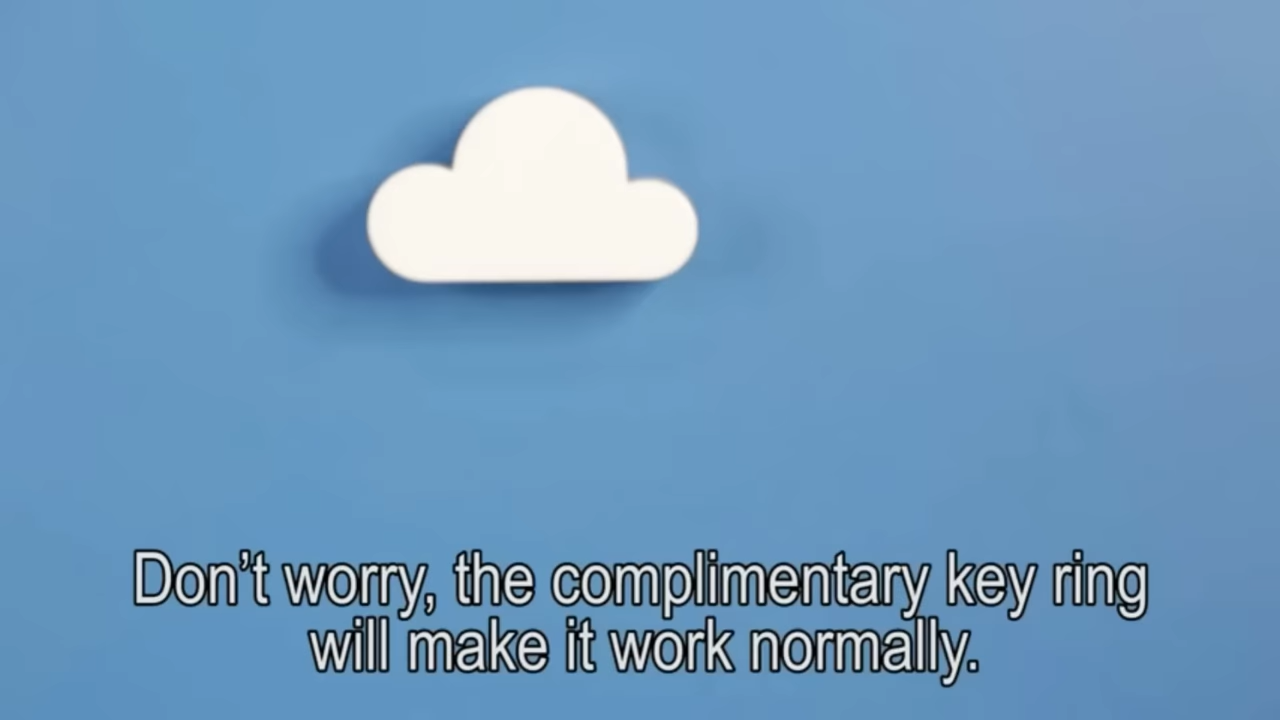 Don’t worry, the complimentary key ring
will make it work normally.